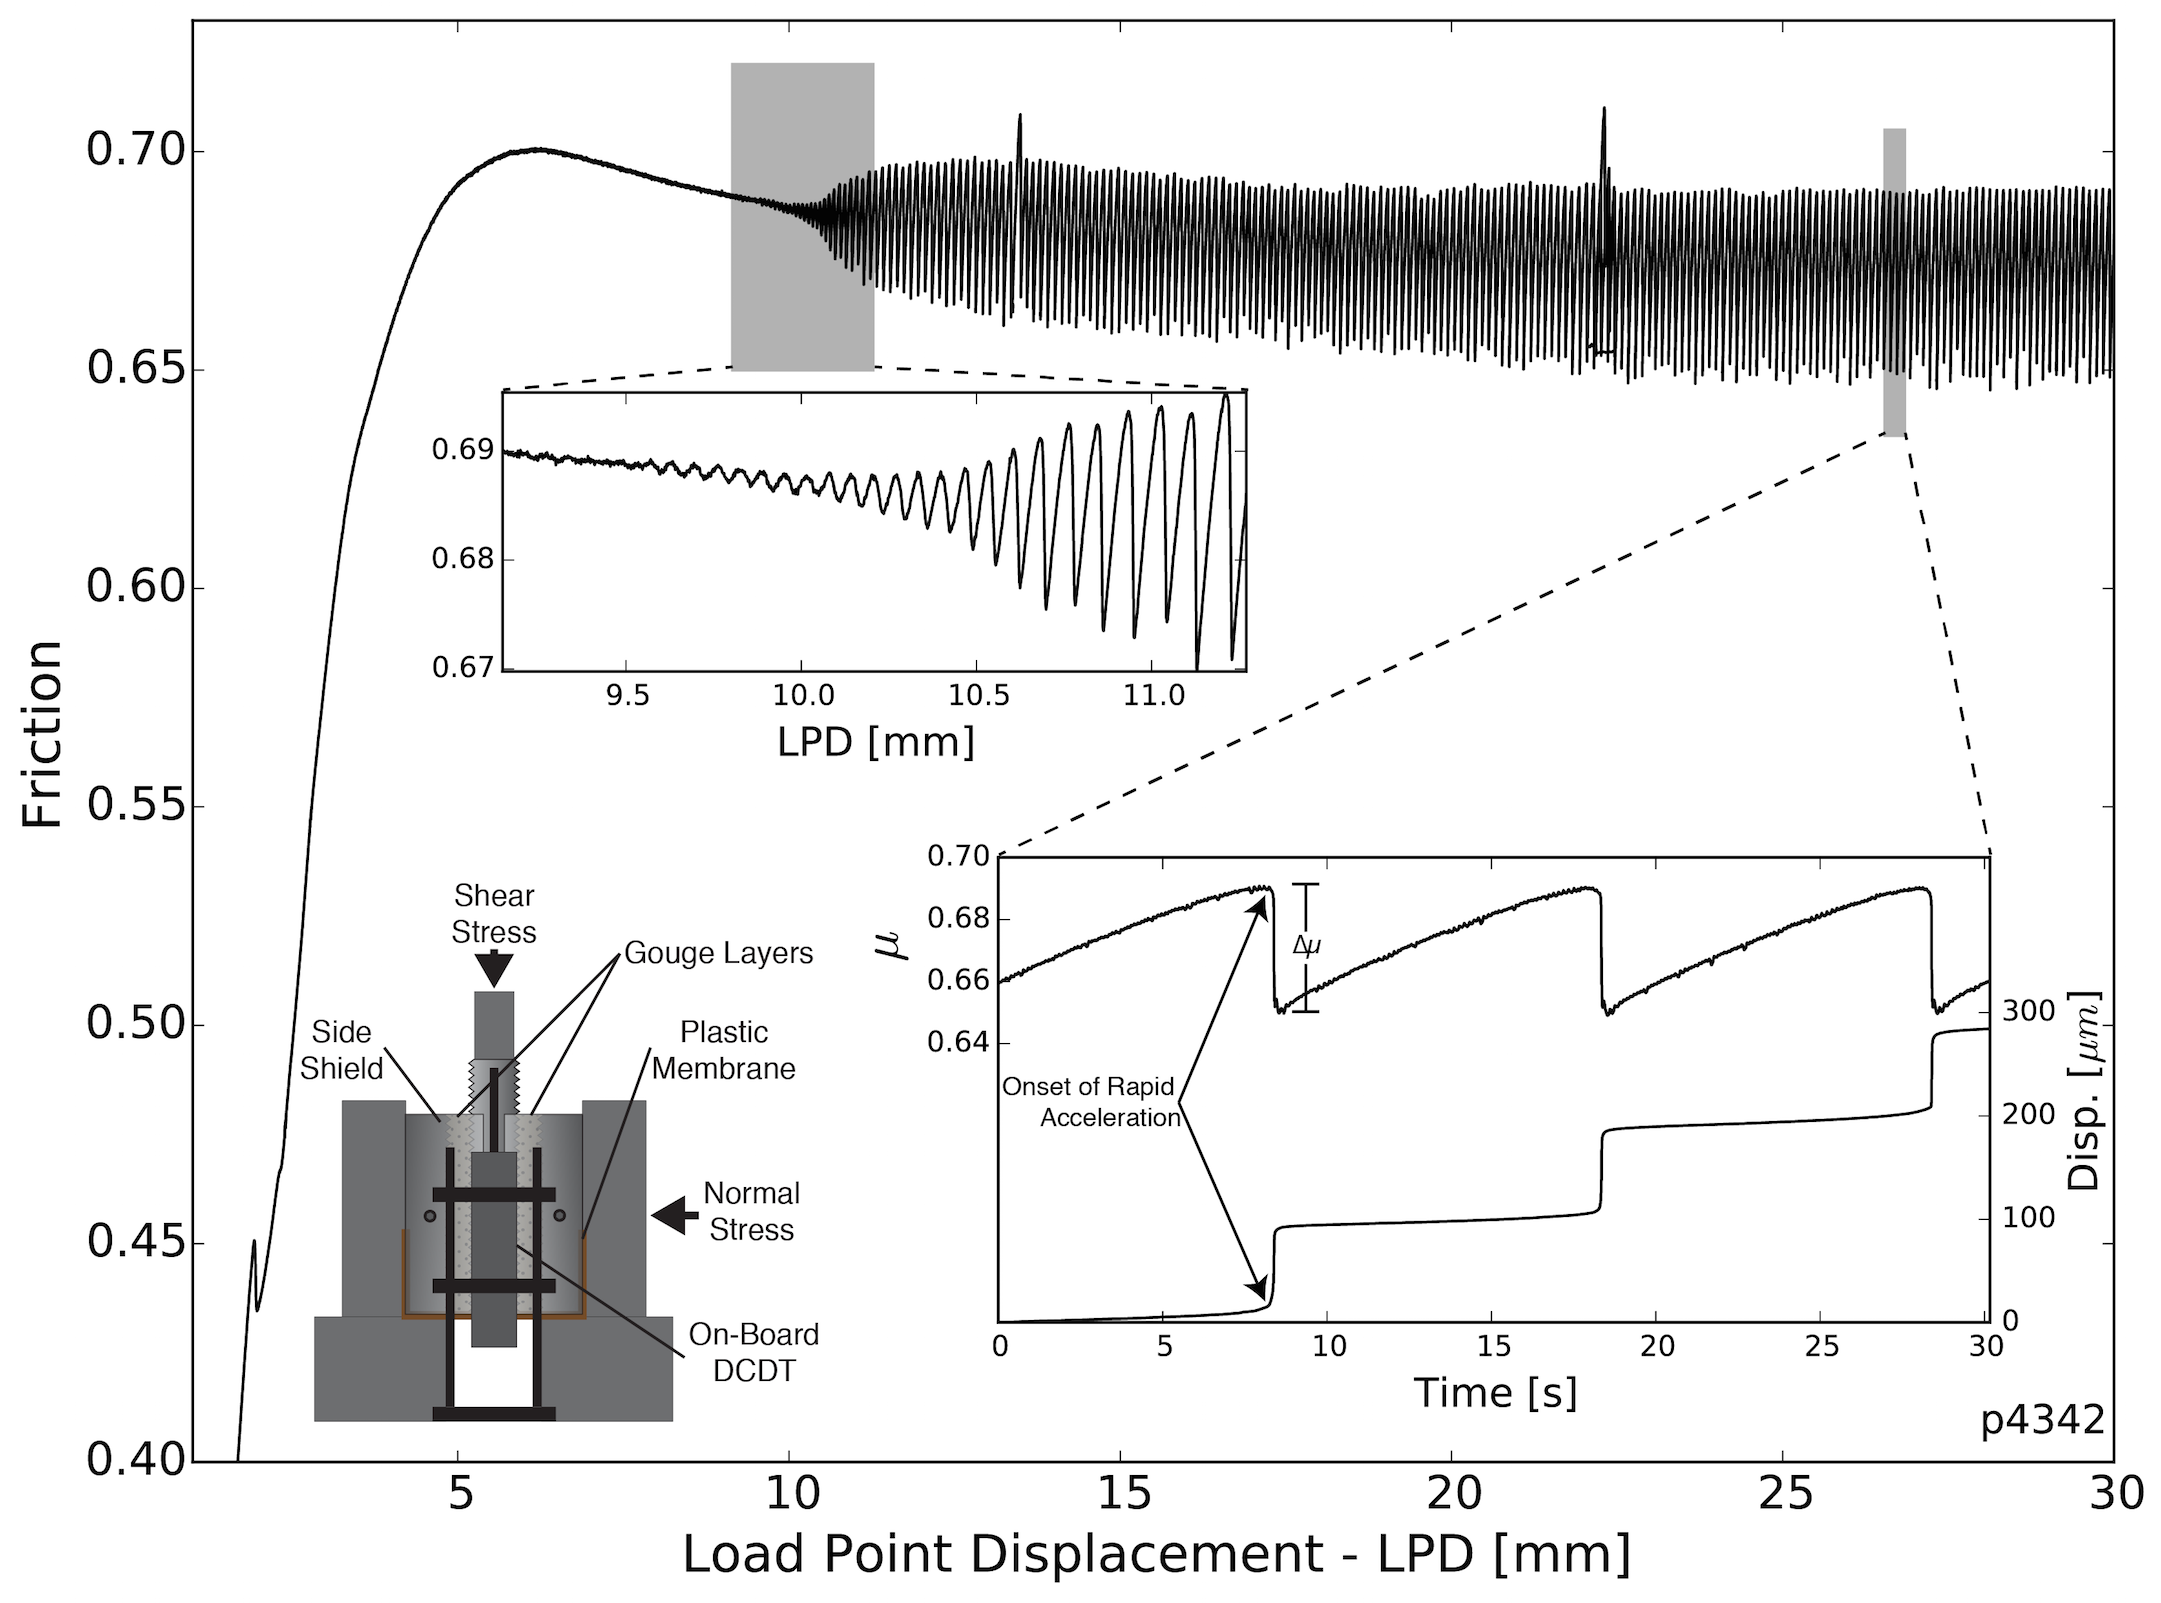 0.70
0.65
0.60
0.55
0.50
0.45
0.40
Friction
5
10
15
20
25
30
Load Point Displacement - LPD [mm]
0.69
0.68
0.67
9.5
10.0
10.5
11.0
LPD [mm]
0.70
0.68
0.66
0.64
μ
Δμ
Onset of Rapid
Acceleration
300
200
100
0
Disp. [μm]
0
5
10
15
20
25
30
Time [s]
p4342
Shear
Stress
Gouge Layers
Side
Shield
Plastic
Membrane
Normal
Stress
On-Board
DCDT